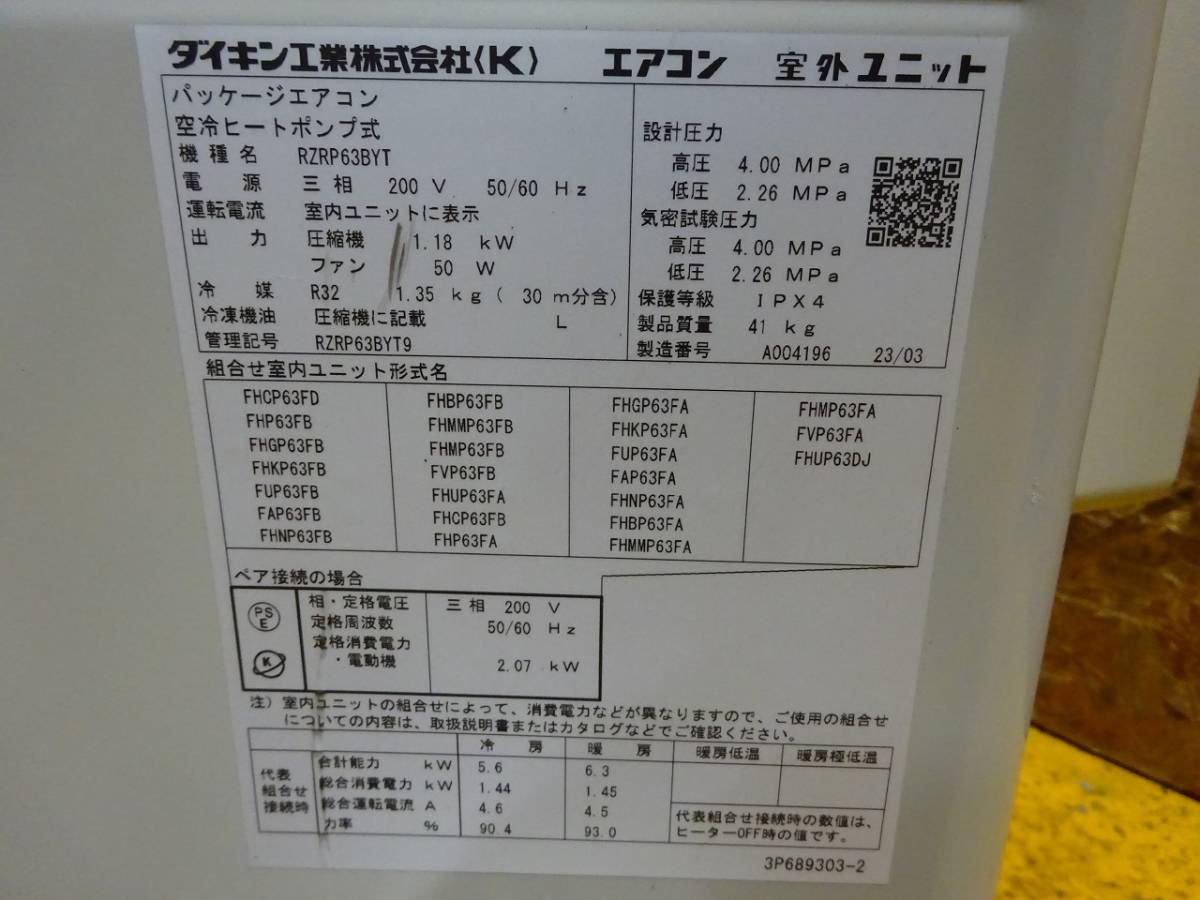 ダイキン工業株式会社〈K〉 エアコン 室外ユニット
パッケージエアコン
空冷ヒートポンプ式
機種名 RZRP63BYT
電源 三相 200 V 50/60 Hz
運転電流 室内ユニットに表示
出力 圧縮機 1.18 kW
ファン 50 W
冷媒 R32 1.35 kg ( 30 m分含)
冷凍機油 圧縮機に記載 L
管理記号 RZRP63BYT9
設計圧力
高圧 4.00 MPa
低圧 2.26 MPa
気密試験圧力
高圧 4.00 MPa
低圧 2.26 MPa
保護等級 IPX4
製品質量 41 kg
製造番号 A004196 23/03
組合せ室内ユニット形式名
FHCP63FD FHBP63FB FHGP63FA FHMP63FA
FHP63FB FHMMP63FB FHKP63FA FVP63FA
FHGP63FB FHMP63FB FUP63FA FHUP63DJ
FHKP63FB FVP63FB FAP63FA
FUP63FB FHUP63FA FHNP63FA
FAP63FB FHCP63FB FHBP63FA
FHNP63FB FHP63FA FHMMP63FA
ペア接続の場合
PS E
K
相・定格電圧 三相 200 V
定格周波数 50/60 Hz
定格消費電力
・電動機 2.07 kW
注）室内ユニットの組合せによって、消費電力などが異なりますので、ご使用の組合せ
についての内容は、取扱説明書またはカタログなどでご確認ください。
冷房 暖房 暖房低温 暖房極低温
代表
組合せ
接続時
合計能力 kW 5.6 6.3
総合消費電力 kW 1.44 1.45
総合運転電流 A 4.6 4.5
力率 % 90.4 93.0
代表組合せ接続時の数値は、
ヒーターOFF時の値です。
3P689303-2